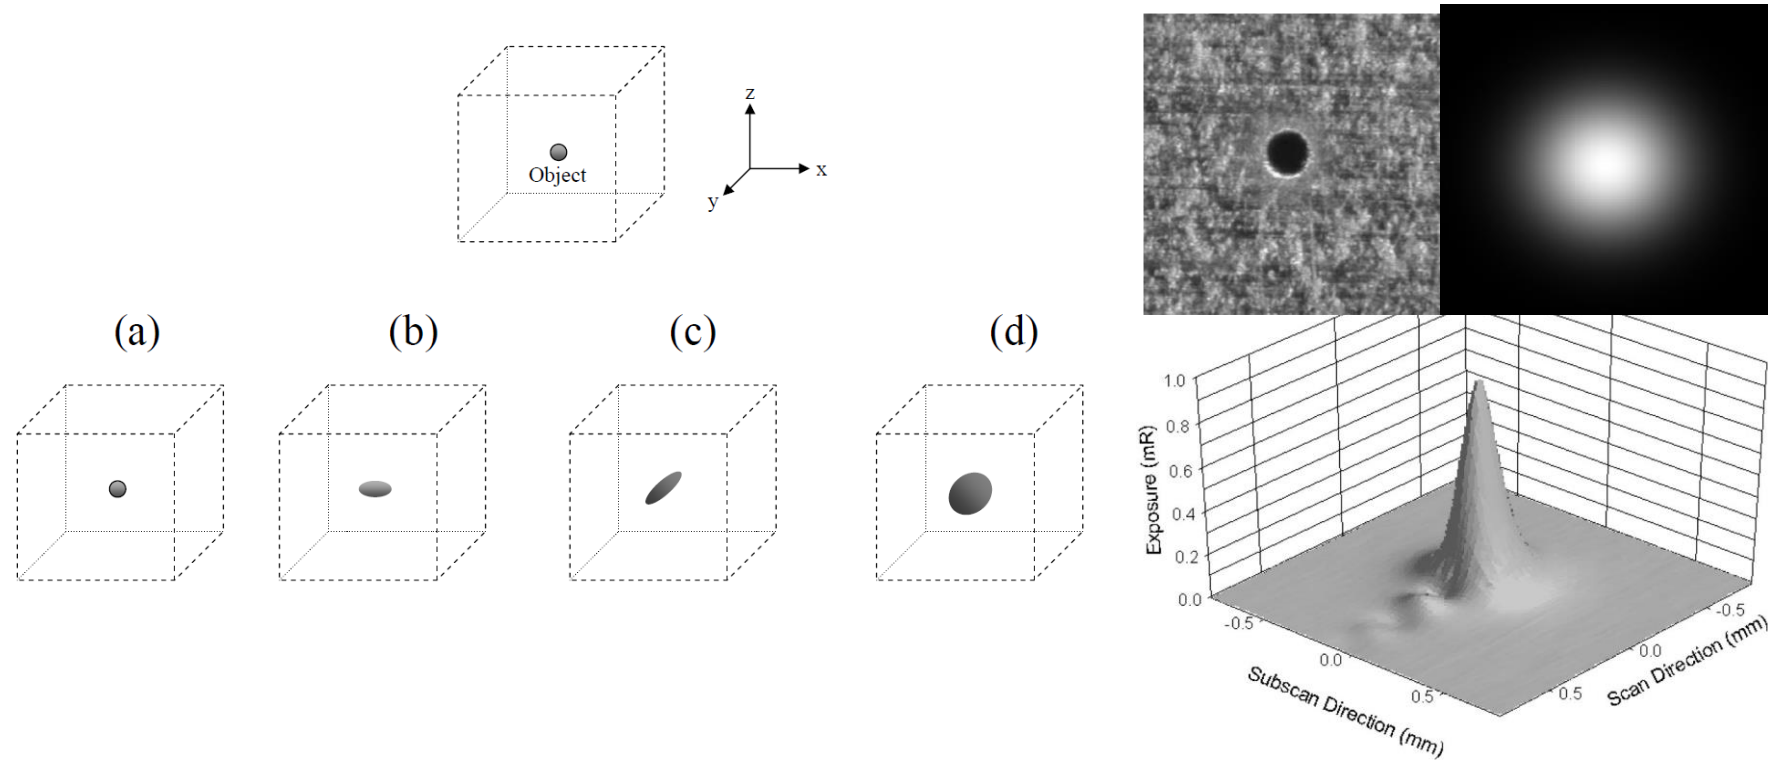 z
Object
x
y
(a)
(b)
(c)
(d)
1.0
0.8
0.6
0.4
0.2
0.0
Exposure (mR)
-0.5
0.0
0.5
Subscan Direction (mm)
-0.5
0.0
0.5
Scan Direction (mm)